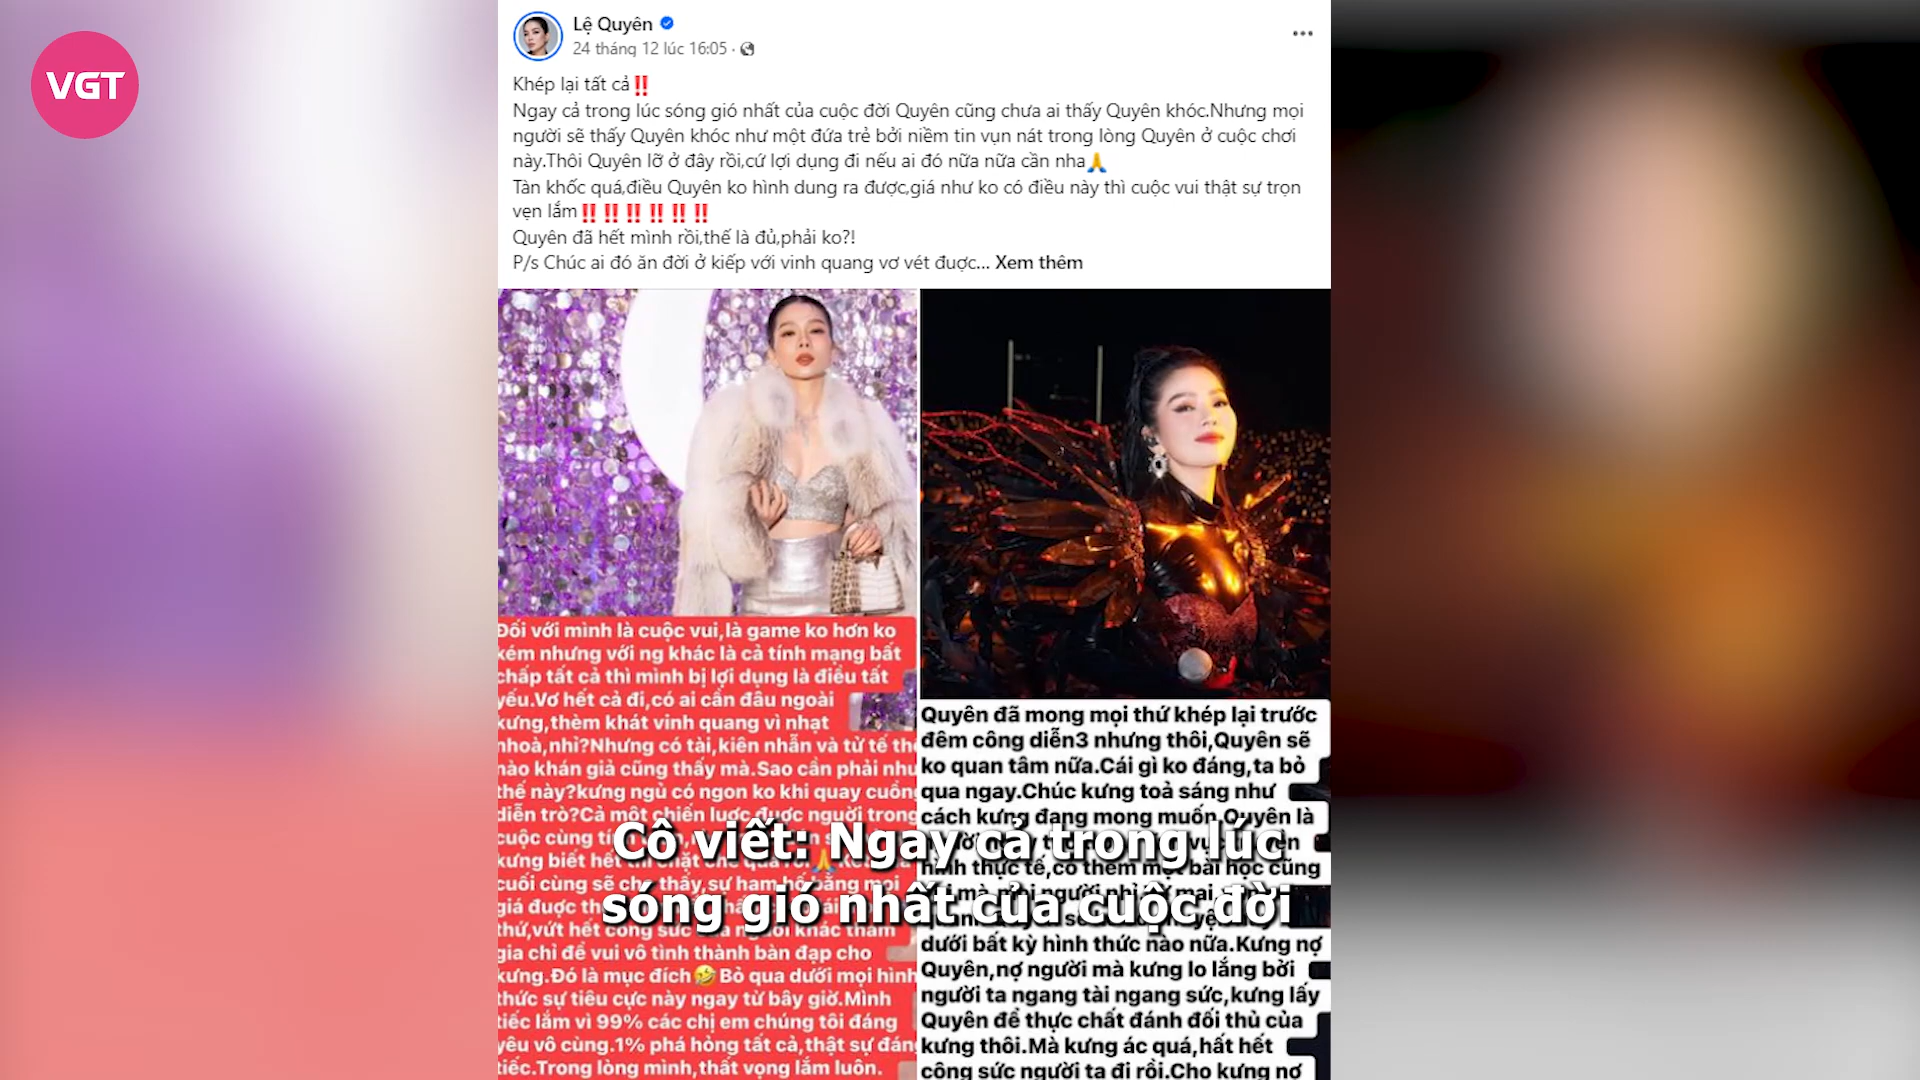 VGT
Lệ Quyên
24 tháng 12 lúc 16:05 ·
Khép lại tất cả‼️
Ngay cả trong lúc sóng gió nhất của cuộc đời Quyên cũng chưa ai thấy Quyên khóc.Nhưng mọi
người sẽ thấy Quyên khóc như một đứa trẻ bởi niềm tin vụn nát trong lòng Quyên ở cuộc chơi
này.Thôi Quyên lỡ ở đây rồi,cứ lợi dụng đi nếu ai đó nữa nữa cần nha🙏
Tàn khốc quá,điều Quyên ko hình dung ra được,giá như ko có điều này thì cuộc vui thật sự trọn
vẹn lắm‼️‼️‼️‼️‼️‼️
Quyên đã hết mình rồi,thế là đủ,phải ko?!
P/s Chúc ai đó ăn đời ở kiếp với vinh quang vơ vét được... Xem thêm
Đối với mình là cuộc vui,là game ko hơn ko
kém nhưng với ng khác là cả tính mạng bất
chấp tất cả thì mình bị lợi dụng là điều tất
yếu.Vơ hết cả đi,có ai cần đâu ngoài
kưng,thèm khát vinh quang vì nhạt
nhoà,nhỉ?Nhưng có tài,kiên nhẫn và tử tế thì
nào khán giả cũng thấy mà.Sao cần phải như
thế này?kưng ngủ có ngon ko khi quay cuồng
diễn trò?Cả một chiến lược được người trong
cuộc cùng
kưng biết hết
cuối cùng sẽ cho thấy,sự ham hố bằng mọi
giá được
thứ,vứt hết công sức người khác tham
gia chỉ để vui vô tình thành bàn đạp cho
kưng.Đó là mục đích🤣Bỏ qua dưới mọi hình
thức sự tiêu cực này ngay từ bây giờ.Mình
tiếc lắm vì 99% các chị em chúng tôi đáng
yêu vô cùng.1% phá hỏng tất cả,thật sự đáng
tiếc.Trong lòng mình,thất vọng lắm luôn.
Quyên đã mong mọi thứ khép lại trước
đêm công diễn3 nhưng thôi,Quyên sẽ
ko quan tâm nữa.Cái gì ko đáng,ta bỏ
qua ngay.Chúc kưng toả sáng như
cách kưng đang mong muốn,Quyên là
hình thực tế,có thêm một bài học cũng
mà mọi người nhỉ
dưới bất kỳ hình thức nào nữa.Kưng nợ
Quyên,nợ người mà kưng lo lắng bởi
người ta ngang tài ngang sức,kưng lấy
Quyên để thực chất đánh đối thủ của
kưng thôi.Mà kưng ác quá,hất hết
công sức người ta đi rồi.Cho kưng nợ
Cô viết: Ngay cả trong lúc
sóng gió nhất của cuộc đời